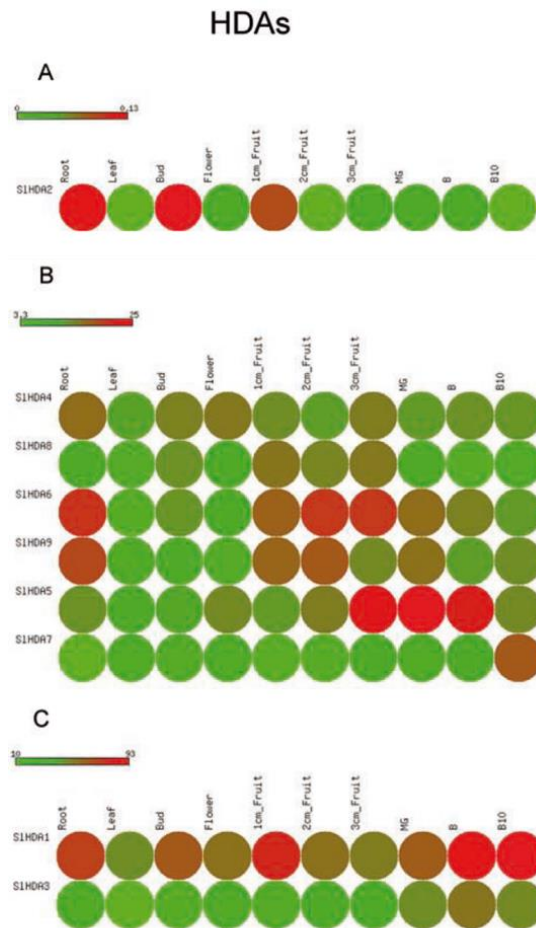 HDAs
A
0 0.13
Root Leaf Bud Flower 1cm_Fruit 2cm_Fruit 3cm_Fruit MG B B10
SlHDA2
B
3.3 25
Root Leaf Bud Flower 1cm_Fruit 2cm_Fruit 3cm_Fruit MG B B10
SlHDA4
SlHDA8
SlHDA6
SlHDA9
SlHDA5
SlHDA7
C
10 93
Root Leaf Bud Flower 1cm_Fruit 2cm_Fruit 3cm_Fruit MG B B10
SlHDA1
SlHDA3